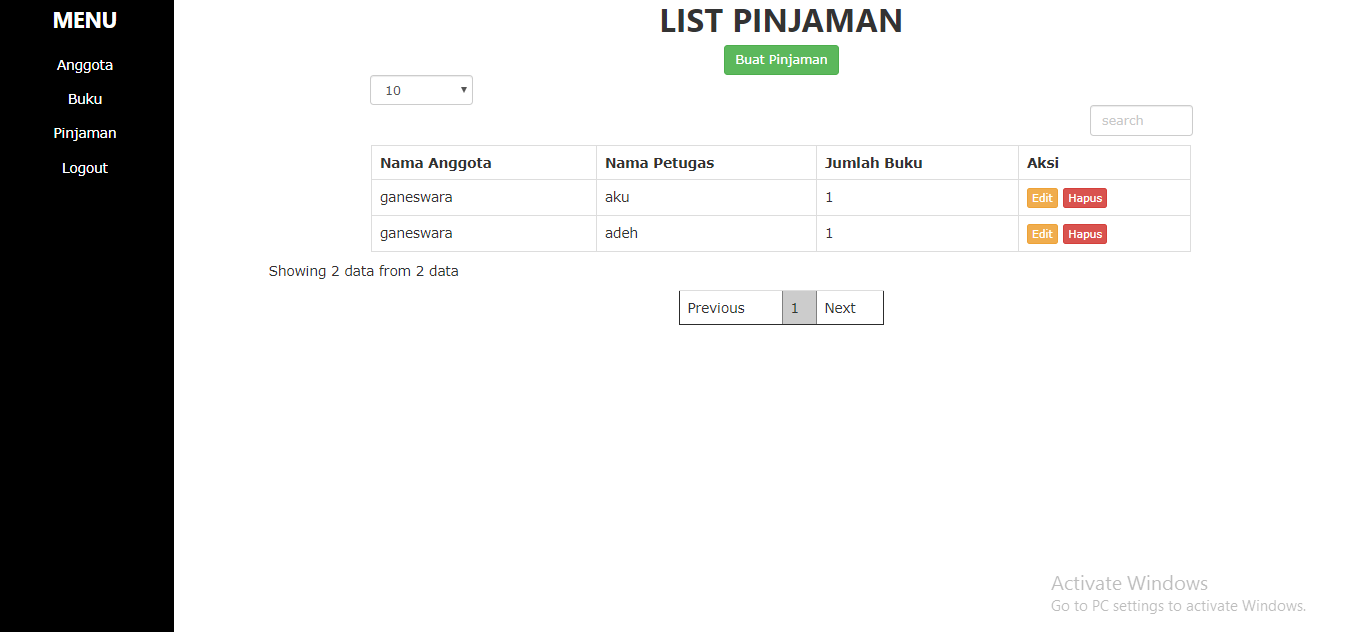 MENU
Anggota
Buku
Pinjaman
Logout
LIST PINJAMAN
Buat Pinjaman
10
search
Nama Anggota Nama Petugas Jumlah Buku Aksi
ganeswara aku 1 Edit Hapus
ganeswara adeh 1 Edit Hapus
Showing 2 data from 2 data
Previous 1 Next
Activate Windows
Go to PC settings to activate Windows.